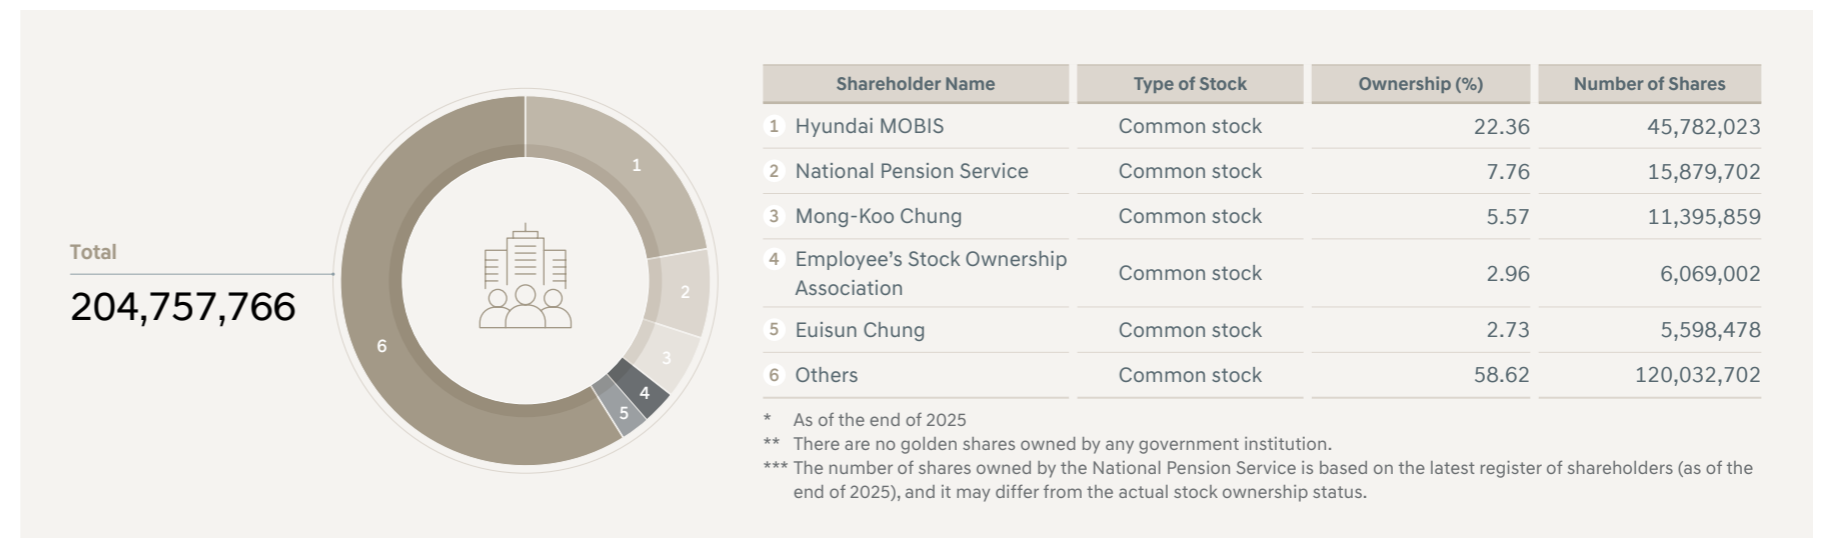 Total
204,757,766
1
2
3
4
5
6
Shareholder Name Type of Stock Ownership (%) Number of Shares
1 Hyundai MOBIS Common stock 22.36 45,782,023
2 National Pension Service Common stock 7.76 15,879,702
3 Mong-Koo Chung Common stock 5.57 11,395,859
4 Employee’s Stock Ownership
Association Common stock 2.96 6,069,002
5 Euisun Chung Common stock 2.73 5,598,478
6 Others Common stock 58.62 120,032,702
* As of the end of 2025
** There are no golden shares owned by any government institution.
*** The number of shares owned by the National Pension Service is based on the latest register of shareholders (as of the
end of 2025), and it may differ from the actual stock ownership status.